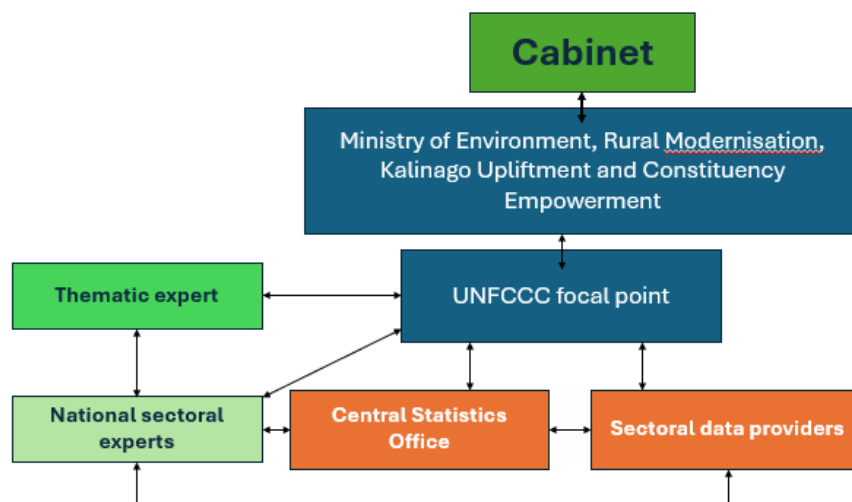 Cabinet
Ministry of Environment, Rural Modernisation,
Kalinago Upliftment and Constituency
Empowerment
UNFCCC focal point
Thematic expert
National sectoral
experts
Central Statistics
Office
Sectoral data providers